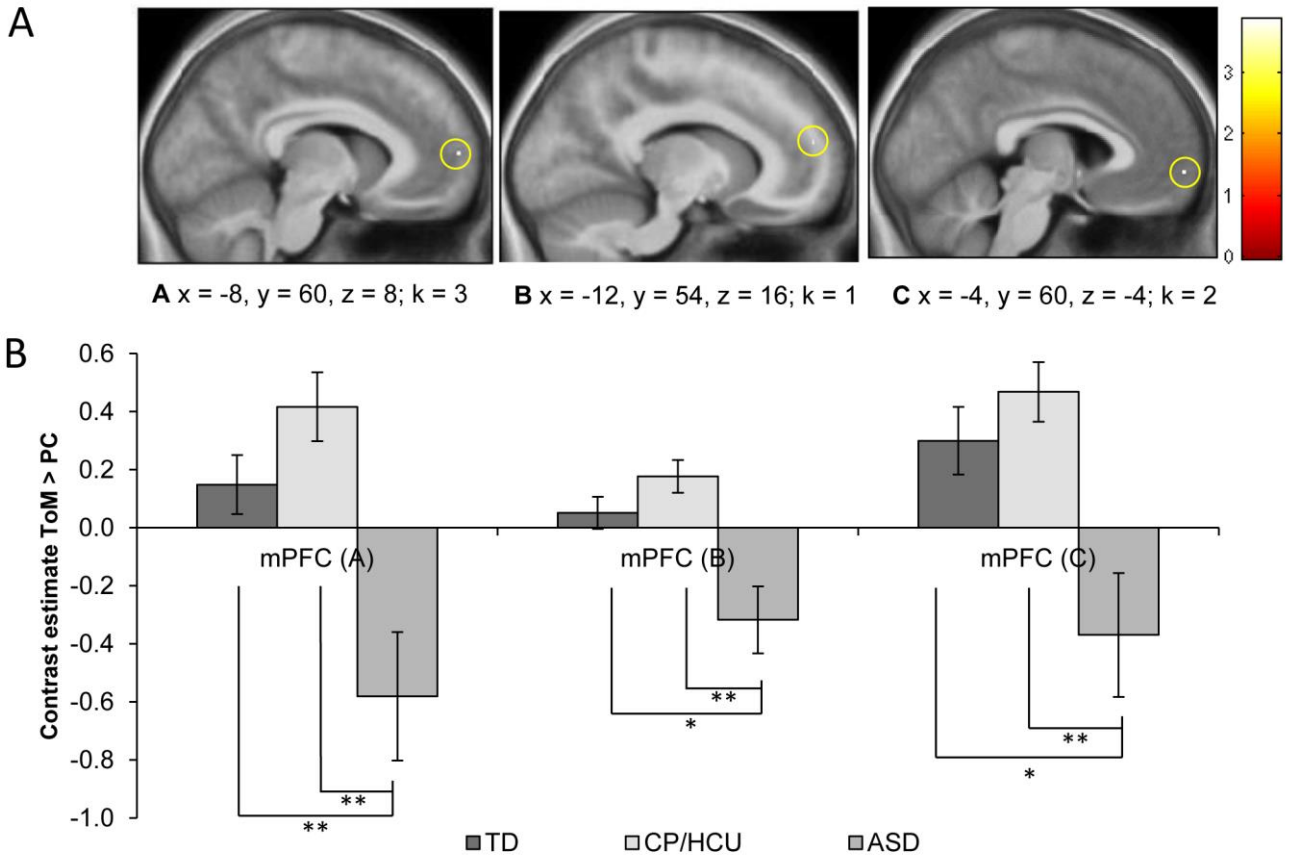 A
3
2
1
0
A x = -8, y = 60, z = 8; k = 3
B x = -12, y = 54, z = 16; k = 1
C x = -4, y = 60, z = -4; k = 2
B
Contrast estimate ToM > PC
0.6
0.4
0.2
0.0
-0.2
-0.4
-0.6
-0.8
-1.0
mPFC (A)
mPFC (B)
mPFC (C)
**
**
**
*
**
*
TD
CP/HCU
ASD